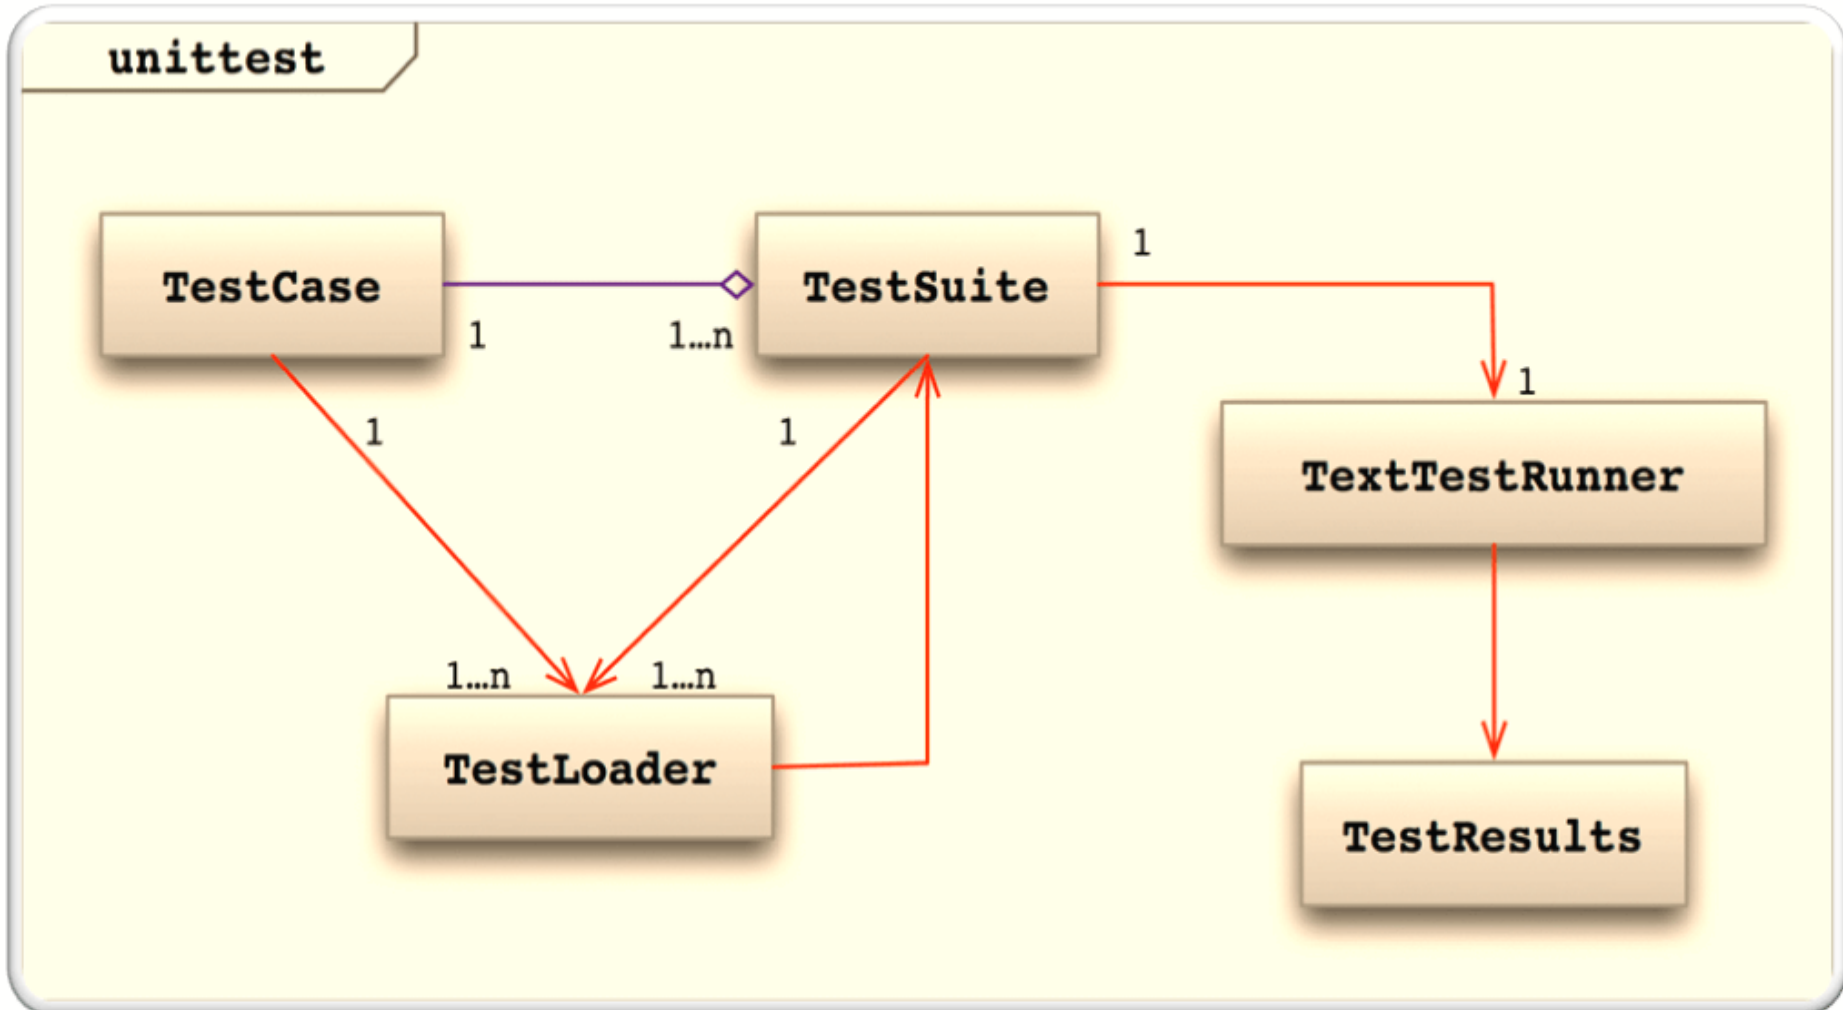 unittest
TestCase
TestSuite
1
1
1…n
1
1
1
TextTestRunner
1…n
1…n
TestLoader
TestResults